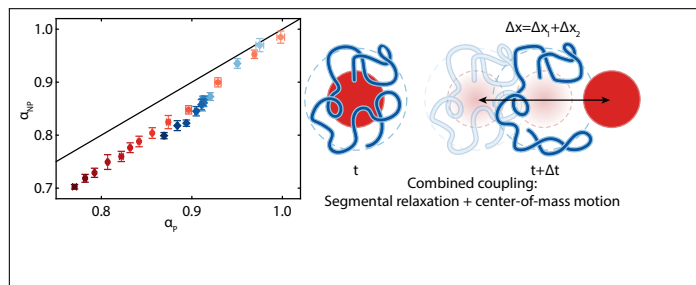 1.0
0.9
0.8
0.7
α_NP
0.8
0.9
1.0
α_P
Δx=Δx₁+Δx₂
t
t+Δt
Combined coupling:
Segmental relaxation + center-of-mass motion